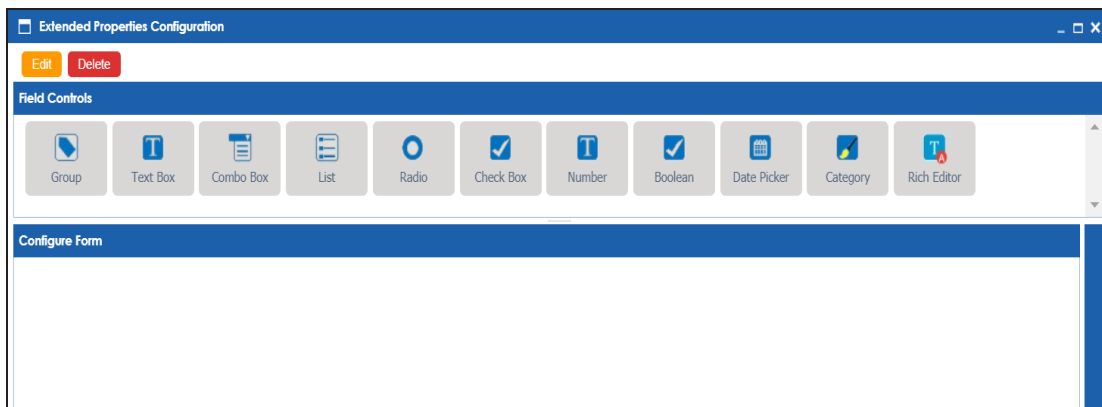 Extended Properties Configuration
Edit Delete
Field Controls
Group Text Box Combo Box List Radio Check Box Number Boolean Date Picker Category Rich Editor
Configure Form